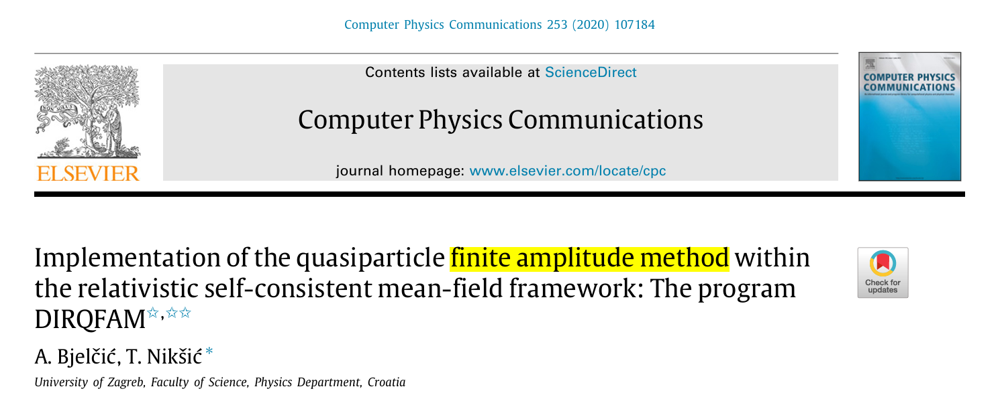 Computer Physics Communications 253 (2020) 107184
Contents lists available at ScienceDirect
Computer Physics Communications
journal homepage: www.elsevier.com/locate/cpc
NON SOLUS
ELSEVIER
COMPUTER PHYSICS
COMMUNICATIONS
Implementation of the quasiparticle finite amplitude method within
the relativistic self-consistent mean-field framework: The program
DIRQFAM☆,☆☆
Check for
updates
A. Bjelčić, T. Nikšić *
University of Zagreb, Faculty of Science, Physics Department, Croatia